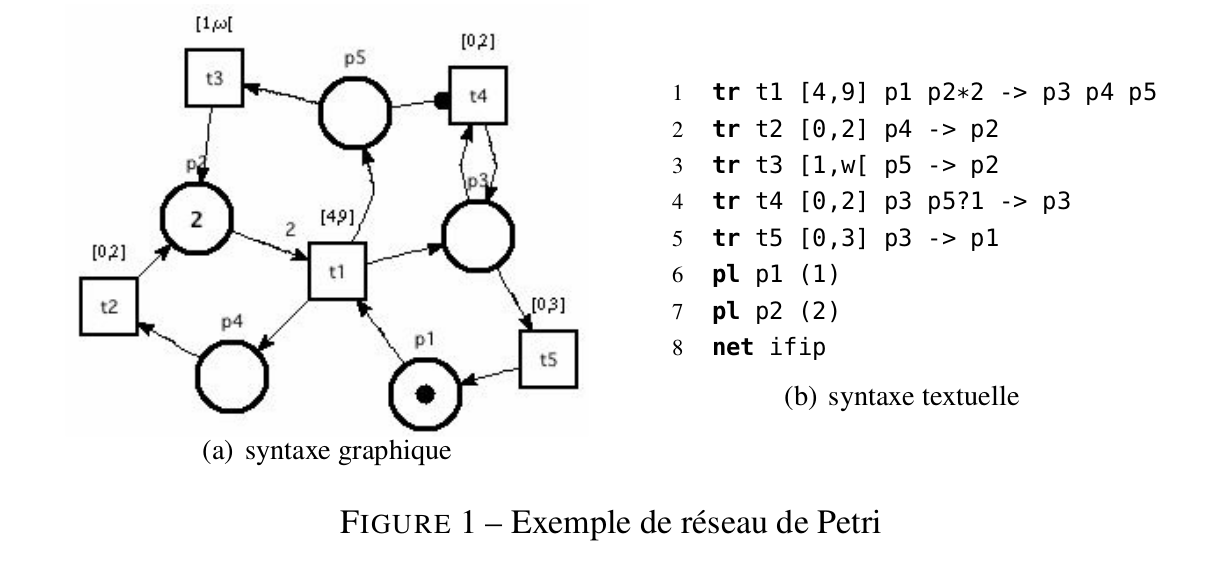 [1,ω[
t3
p5
[0,2]
t4
p2
2
2
[4,9]
p3
t1
[0,2]
t2
p4
p1
[0,3]
t5
(a) syntaxe graphique
1 tr t1 [4,9] p1 p2*2 -> p3 p4 p5
2 tr t2 [0,2] p4 -> p2
3 tr t3 [1,w[ p5 -> p2
4 tr t4 [0,2] p3 p5?1 -> p3
5 tr t5 [0,3] p3 -> p1
6 pl p1 (1)
7 pl p2 (2)
8 net ifip
(b) syntaxe textuelle
FIGURE 1 – Exemple de réseau de Petri